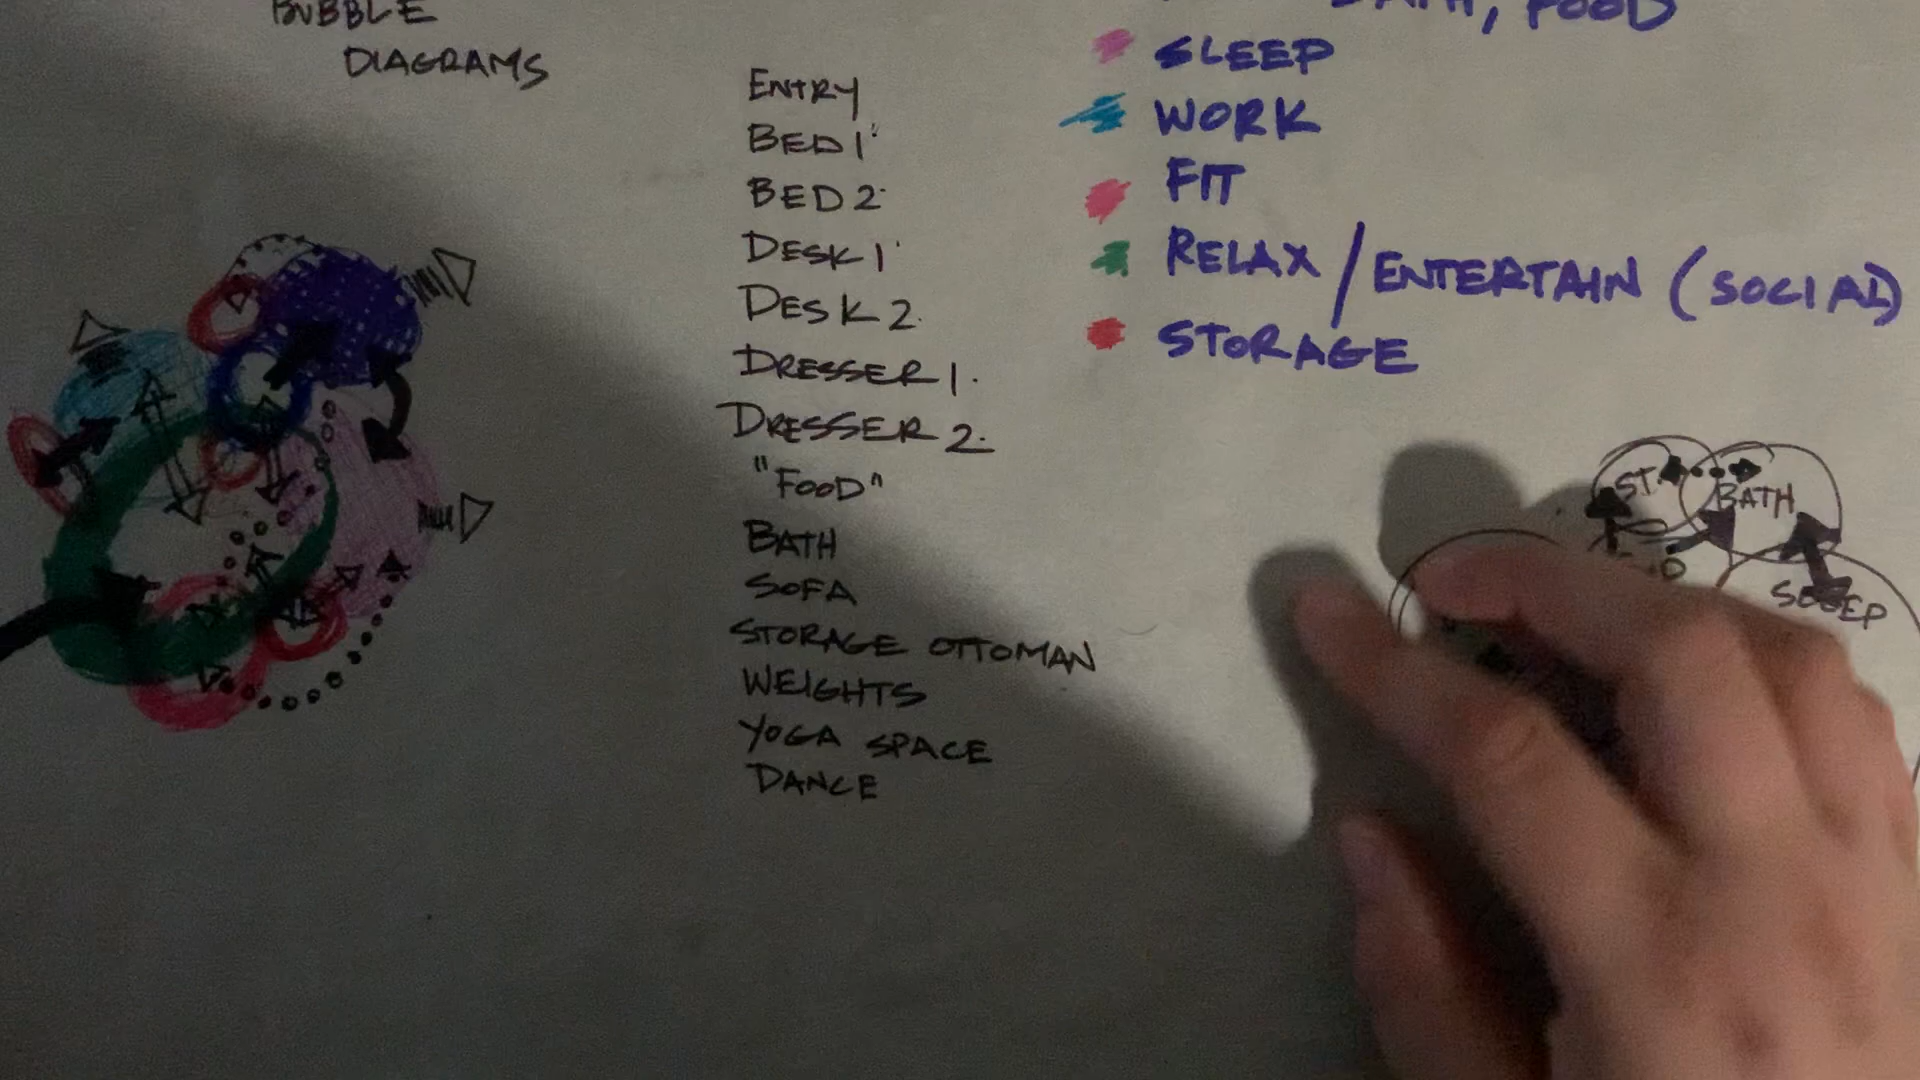 BUBBLE
DIAGRAMS
ENTRY
BED 1
BED 2
DESK 1
DESK 2
DRESSER 1
DRESSER 2
"FOOD"
BATH
SOFA
STORAGE OTTOMAN
WEIGHTS
YOGA SPACE
DANCE
BATH, FOOD
SLEEP
WORK
FIT
RELAX / ENTERTAIN (SOCIAL)
STORAGE
ST.
BATH
SLEEP